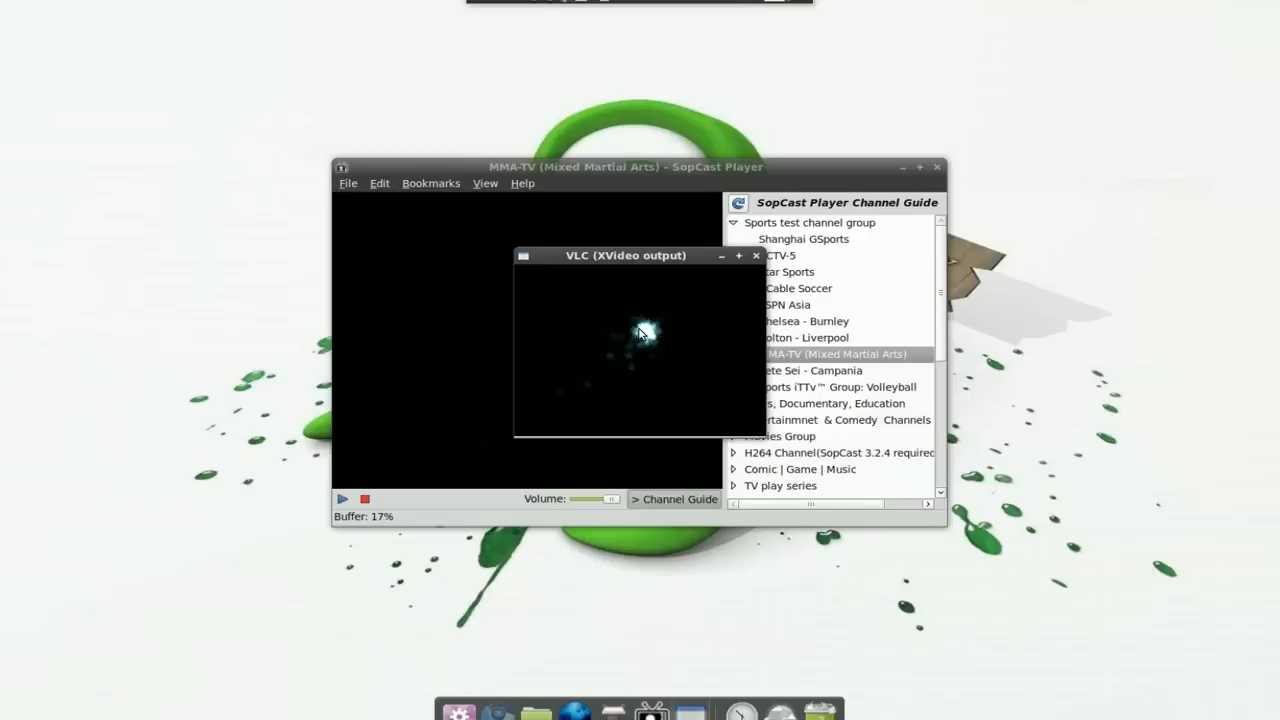 MMA-TV (Mixed Martial Arts) - SopCast Player
File Edit Bookmarks View Help
SopCast Player Channel Guide
Sports test channel group
Shanghai GSports
CTV-5
tar Sports
Cable Soccer
SPN Asia
helsea - Burnley
olton - Liverpool
MA-TV (Mixed Martial Arts)
ete Sei - Campania
ports iTTv™ Group: Volleyball
s, Documentary, Education
ertainmnet & Comedy Channels
Movies Group
H264 Channel(SopCast 3.2.4 required
Comic | Game | Music
TV play series
VLC (XVideo output)
Volume:
> Channel Guide
Buffer: 17%